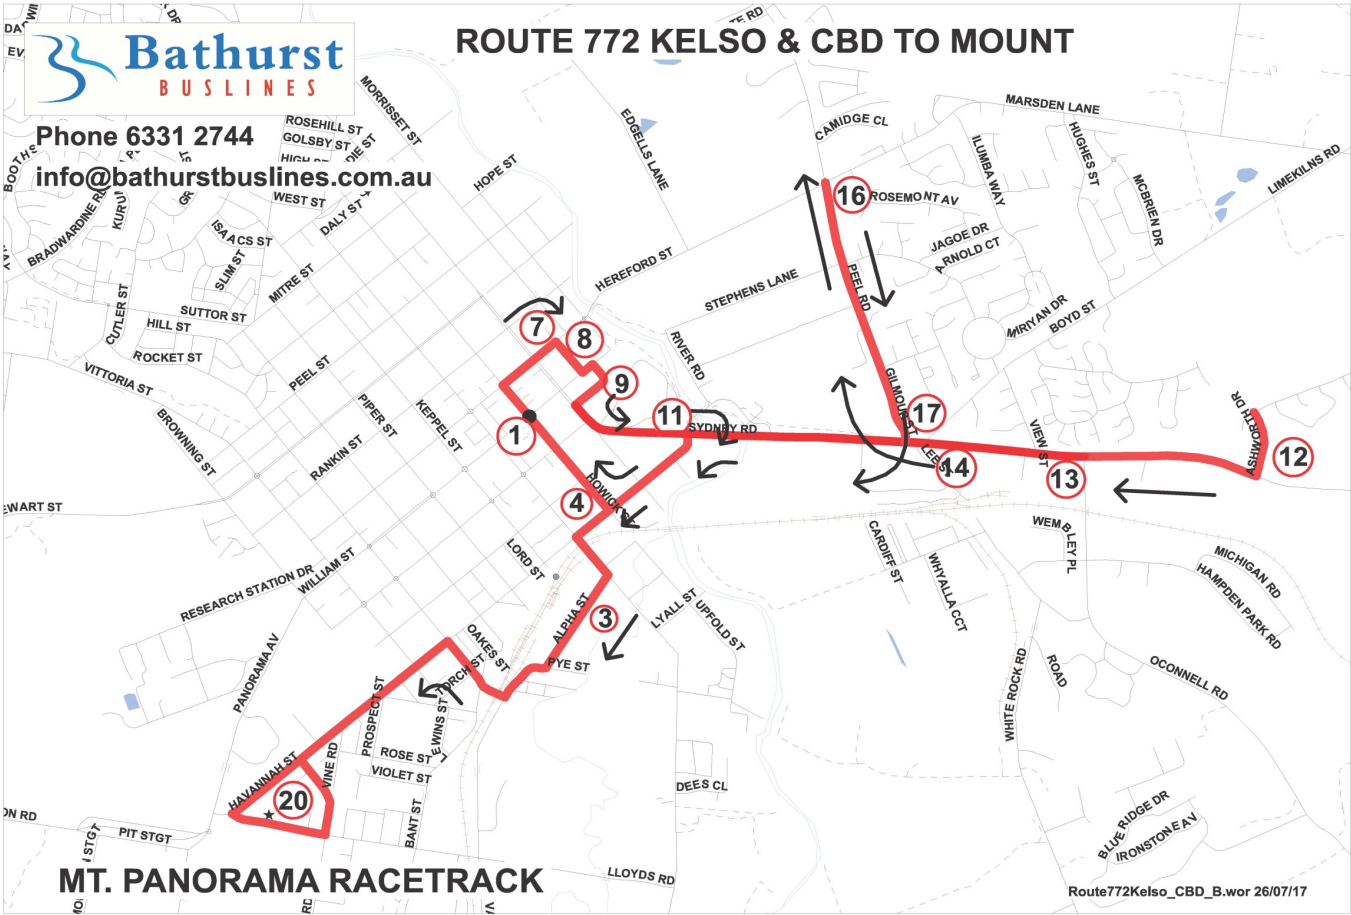 ROUTE 772 KELSO & CBD TO MOUNT
Bathurst
BUSLINES
Phone 6331 2744
info@bathurstbuslines.com.au
MORRISSET ST
ROSEHILL ST
GOLSBY ST
WEST ST
DALY ST
HOPE ST
EDGELLS LANE
CAMIDGE CL
MARSDEN LANE
ILUMBA WAY
HUGHES ST
MCBRIEN DR
LIMEKILNS RD
BRADWARDINE RD
ISAACS ST
SLIM ST
MITRE ST
CUTLER ST
SUTTOR ST
HILL ST
ROCKET ST
VITTORIA ST
BROWNING ST
PEEL ST
PIPER ST
KEPPEL ST
RANKIN ST
HEREFORD ST
STEPHENS LANE
RIVER RD
16
ROSEMONT AV
JAGOE DR
ARNOLD CT
PEEL RD
MIRIYAN DR
BOYD ST
GILMOUR ST
7
8
9
11
1
4
17
SYDNEY RD
LEE ST
14
VIEW ST
13
ASHWORTH DR
12
HOWICK ST
LORD ST
WILLIAM ST
RESEARCH STATION DR
ALPHA ST
3
LYALL ST
UPFOLD ST
CARDIFF ST
WHYALLA CCT
WEMBLEY PL
MICHIGAN RD
HAMPDEN PARK RD
OAKES ST
TORCH ST
PYE ST
PANORAMA AV
PROSPECT ST
LEWINS ST
WHITE ROCK RD
ROAD
OCONNELL RD
HAVANNAH ST
VINE RD
ROSE ST
VIOLET ST
20
BANT ST
PIT STGT
DEES CL
LLOYDS RD
BLUE RIDGE DR
IRONSTONE AV
MT. PANORAMA RACETRACK
Route772Kelso_CBD_B.wor 26/07/17